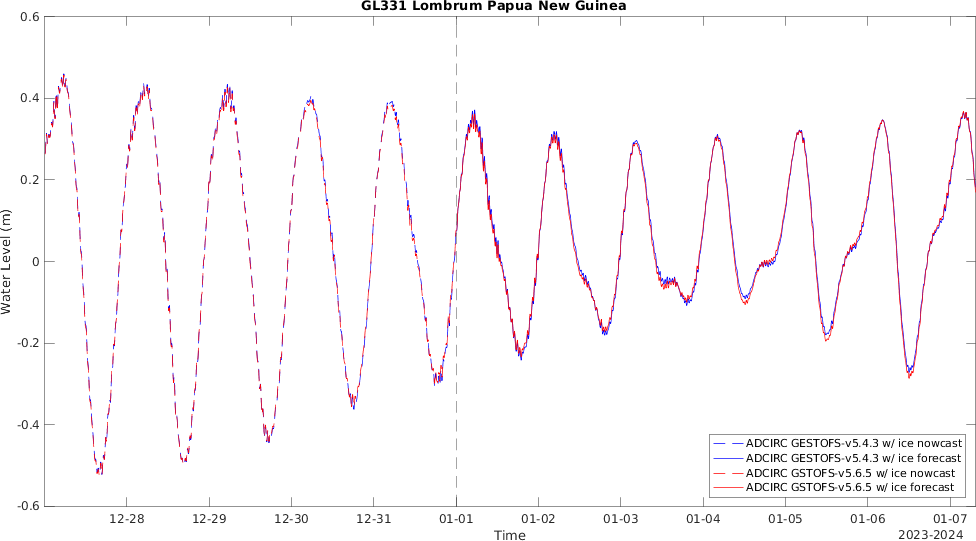 GL331 Lombrum Papua New Guinea
0.6
0.4
0.2
0
-0.2
-0.4
-0.6
Water Level (m)
ADCIRC GESTOFS-v5.4.3 w/ ice nowcast
ADCIRC GESTOFS-v5.4.3 w/ ice forecast
ADCIRC GSTOFS-v5.6.5 w/ ice nowcast
ADCIRC GSTOFS-v5.6.5 w/ ice forecast
12-28 12-29 12-30 12-31 01-01 01-02 01-03 01-04 01-05 01-06 01-07
Time
2023-2024